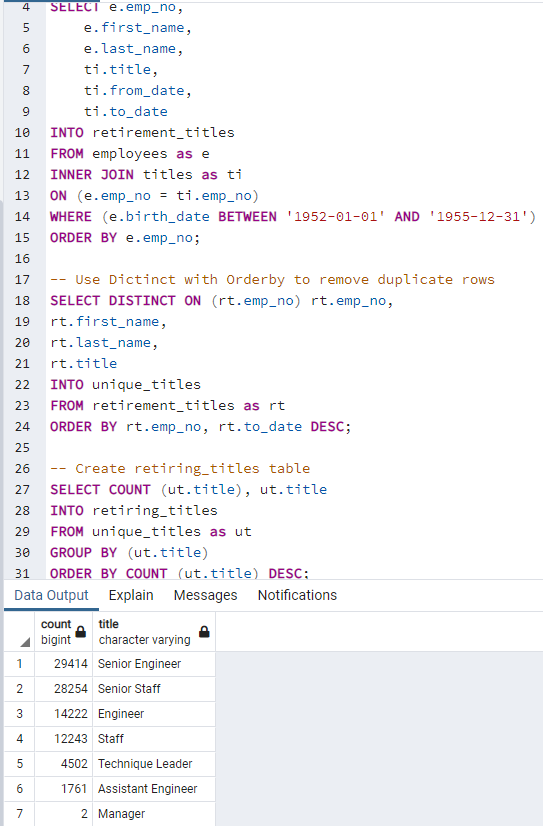 4 SELECT e.emp_no,
5 e.first_name,
6 e.last_name,
7 ti.title,
8 ti.from_date,
9 ti.to_date
10 INTO retirement_titles
11 FROM employees as e
12 INNER JOIN titles as ti
13 ON (e.emp_no = ti.emp_no)
14 WHERE (e.birth_date BETWEEN '1952-01-01' AND '1955-12-31')
15 ORDER BY e.emp_no;
16
17 -- Use Dictinct with Orderby to remove duplicate rows
18 SELECT DISTINCT ON (rt.emp_no) rt.emp_no,
19 rt.first_name,
20 rt.last_name,
21 rt.title
22 INTO unique_titles
23 FROM retirement_titles as rt
24 ORDER BY rt.emp_no, rt.to_date DESC;
25
26 -- Create retiring_titles table
27 SELECT COUNT (ut.title), ut.title
28 INTO retiring_titles
29 FROM unique_titles as ut
30 GROUP BY (ut.title)
31 ORDER BY COUNT (ut.title) DESC;
Data Output Explain Messages Notifications
count title
bigint character varying
1 29414 Senior Engineer
2 28254 Senior Staff
3 14222 Engineer
4 12243 Staff
5 4502 Technique Leader
6 1761 Assistant Engineer
7 2 Manager